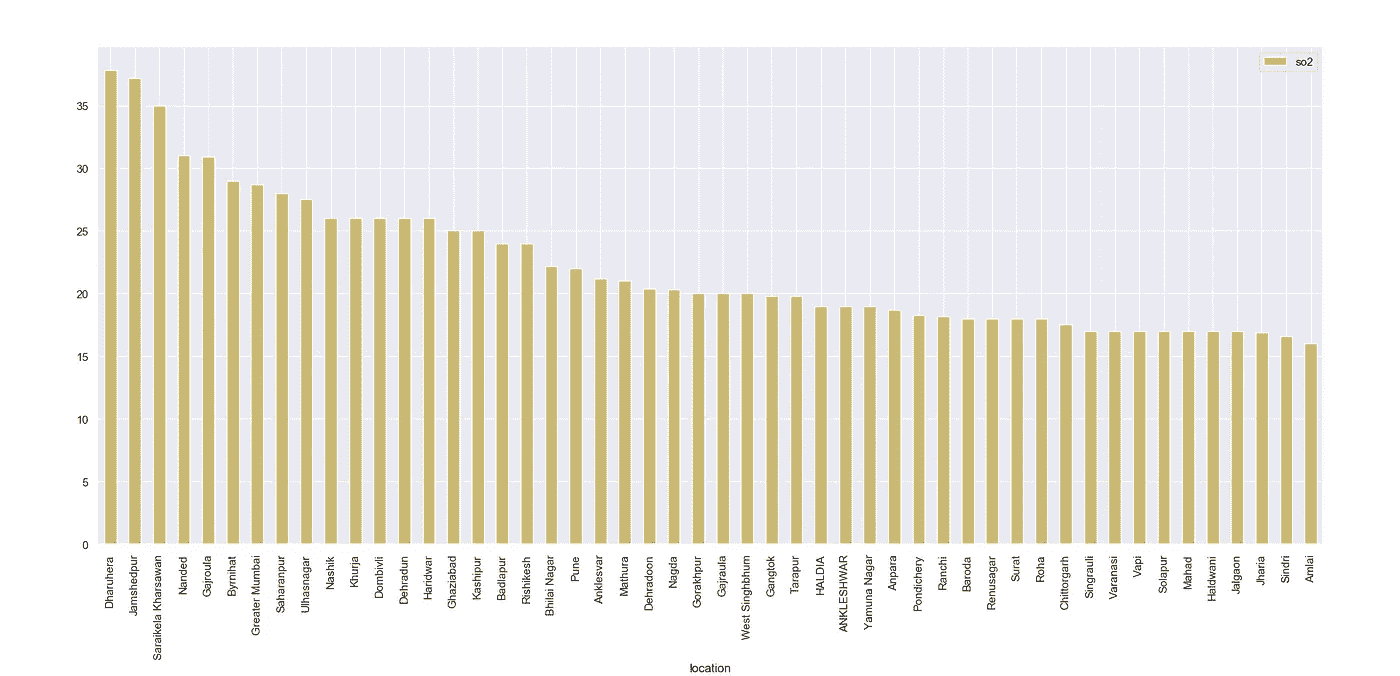 so2
35
30
25
20
15
10
5
0
Dharuhera
Jamshedpur
Saraikela Kharsawan
Nanded
Gajroula
Byrnihat
Greater Mumbai
Saharanpur
Ulhasnagar
Nashik
Khurja
Dombivli
Dehradun
Haridwar
Ghaziabad
Kashipur
Badlapur
Rishikesh
Bhilai Nagar
Pune
Anklesvar
Mathura
Dehradoon
Nagda
Gorakhpur
Gajraula
West Singhbhum
Gangtok
Tarapur
HALDIA
ANKLESHWAR
Yamuna Nagar
Anpara
Pondichery
Ranchi
Baroda
Renusagar
Surat
Roha
Chittorgarh
Singrauli
Varanasi
Vapi
Solapur
Mahad
Haldwani
Jalgaon
Jharia
Sindri
Amlai
location